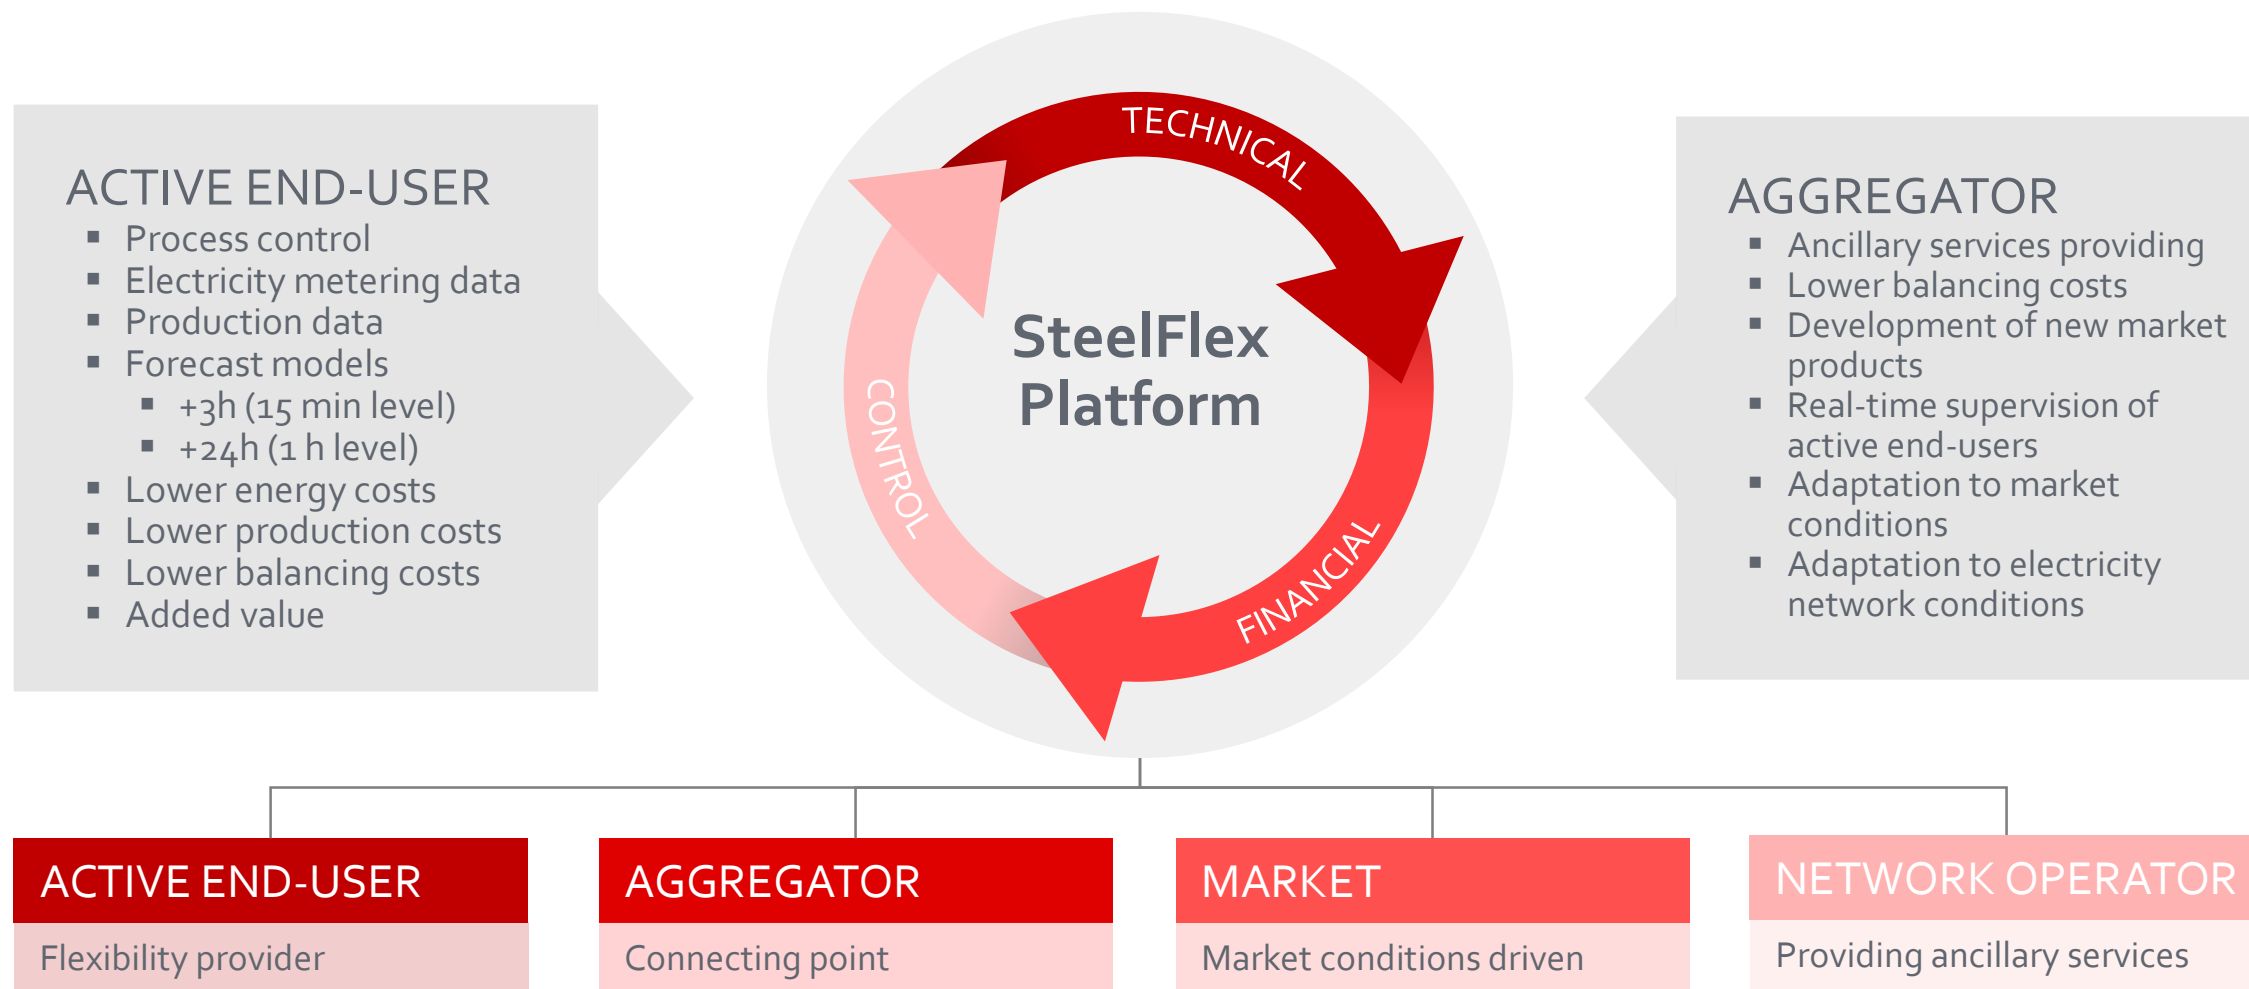 ACTIVE END-USER
▪ Process control
▪ Electricity metering data
▪ Production data
▪ Forecast models
▪ +3h (15 min level)
▪ +24h (1 h level)
▪ Lower energy costs
▪ Lower production costs
▪ Lower balancing costs
▪ Added value
TECHNICAL
FINANCIAL
CONTROL
SteelFlex
Platform
AGGREGATOR
▪ Ancillary services providing
▪ Lower balancing costs
▪ Development of new market
products
▪ Real-time supervision of
active end-users
▪ Adaptation to market
conditions
▪ Adaptation to electricity
network conditions
ACTIVE END-USER
Flexibility provider
AGGREGATOR
Connecting point
MARKET
Market conditions driven
NETWORK OPERATOR
Providing ancillary services